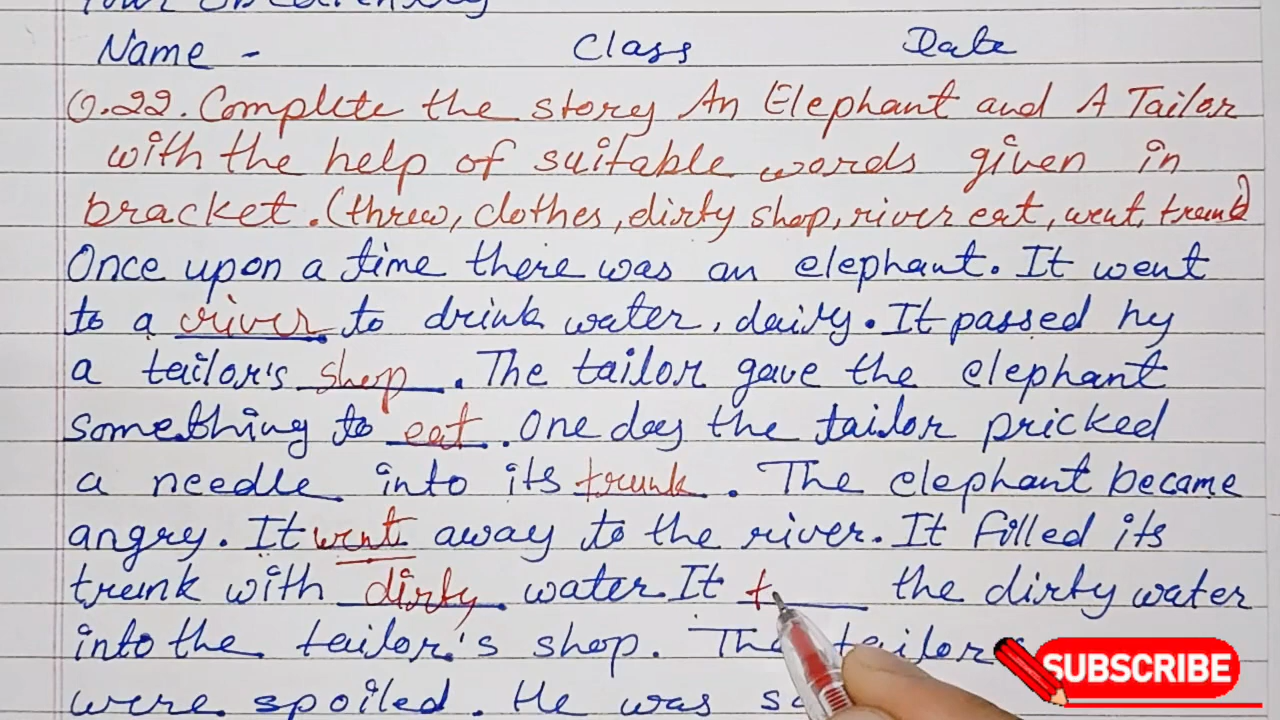 Name - Class Date
Q.22. Complete the story An Elephant and A Tailor
with the help of suitable words given in
bracket. (threw, clothes, dirty shop, river eat, went, trunk)
Once upon a time there was an elephant. It went
to a river to drink water, daily. It passed by
a tailor's shop. The tailor gave the elephant
something to eat. One day the tailor pricked
a needle into its trunk. The elephant became
angry. It went away to the river. It filled its
trunk with dirty water. It t the dirty water
into the tailor's shop. The tailor
were spoiled. He was
SUBSCRIBE